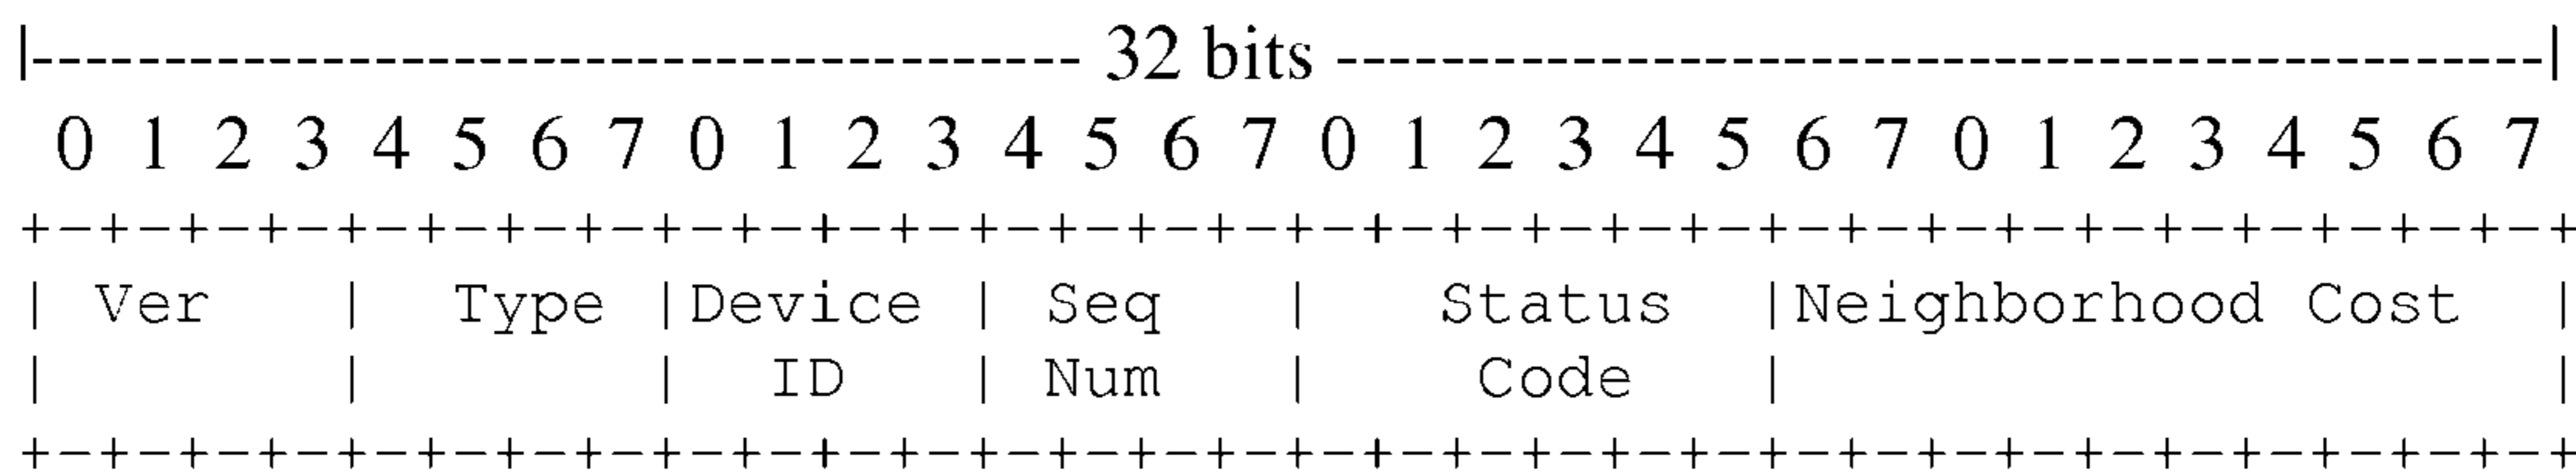 |---------------------------------------- 32 bits ----------------------------------------------|
0 1 2 3 4 5 6 7 0 1 2 3 4 5 6 7 0 1 2 3 4 5 6 7 0 1 2 3 4 5 6 7
+-+-+-+-+-+-+-+-+-+-+-+-+-+-+-+-+-+-+-+-+-+-+-+-+-+-+-+-+-+-+-+-+
| Ver | Type |Device | Seq | Status |Neighborhood Cost |
| | | ID | Num | Code | |
+-+-+-+-+-+-+-+-+-+-+-+-+-+-+-+-+-+-+-+-+-+-+-+-+-+-+-+-+-+-+-+-+